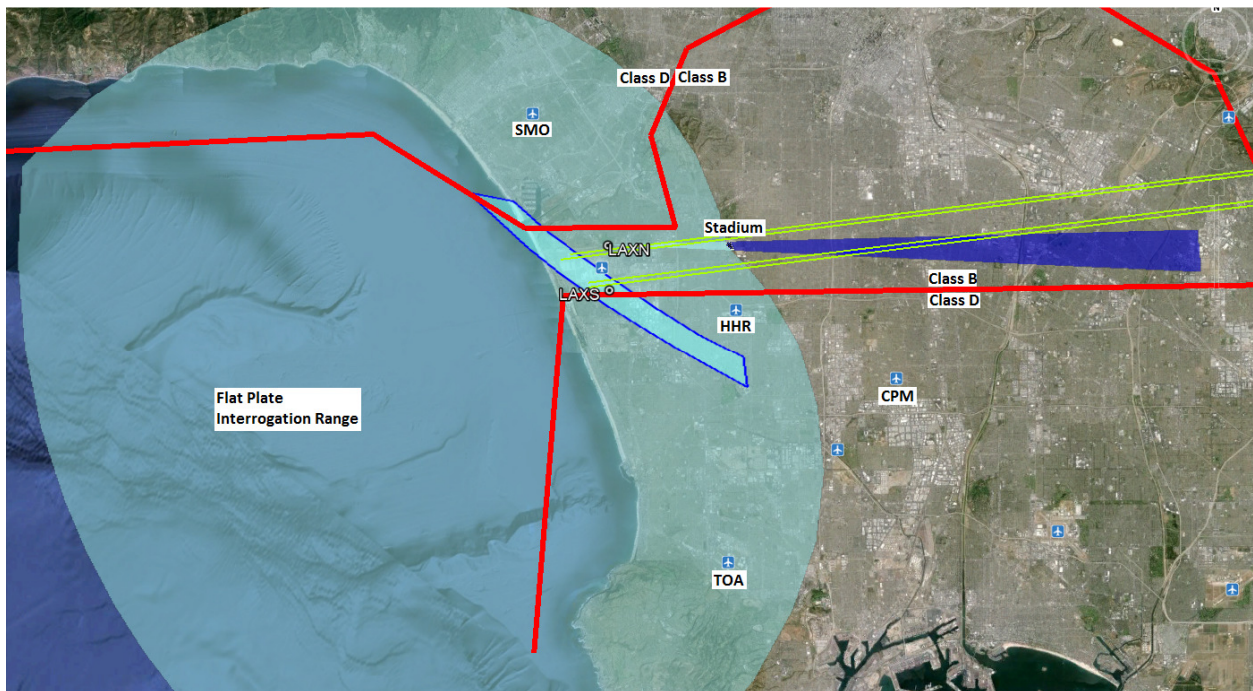 N
Class D Class B
SMO
Stadium
LAXN
LAXS
Class B
Class D
HHR
Flat Plate
Interrogation Range
CPM
TOA